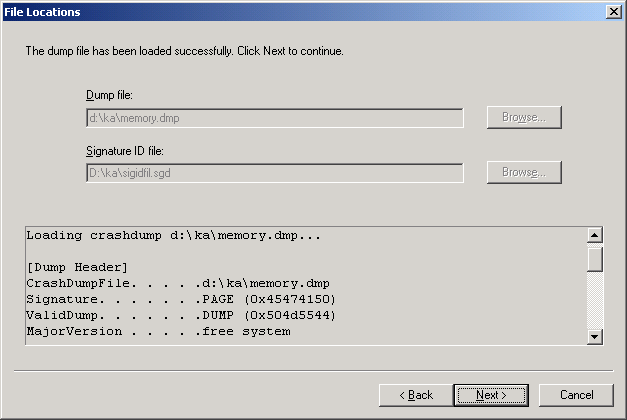 File Locations
The dump file has been loaded successfully. Click Next to continue.
Dump file:
d:\ka\memory.dmp
Browse...
Signature ID file:
D:\ka\sigidfil.sgd
Browse...
Loading crashdump d:\ka\memory.dmp...
[Dump Header]
CrashDumpFile. . . . .d:\ka\memory.dmp
Signature. . . . . . .PAGE (0x45474150)
ValidDump. . . . . . .DUMP (0x504d5544)
MajorVersion . . . . .free system
< Back
Next >
Cancel